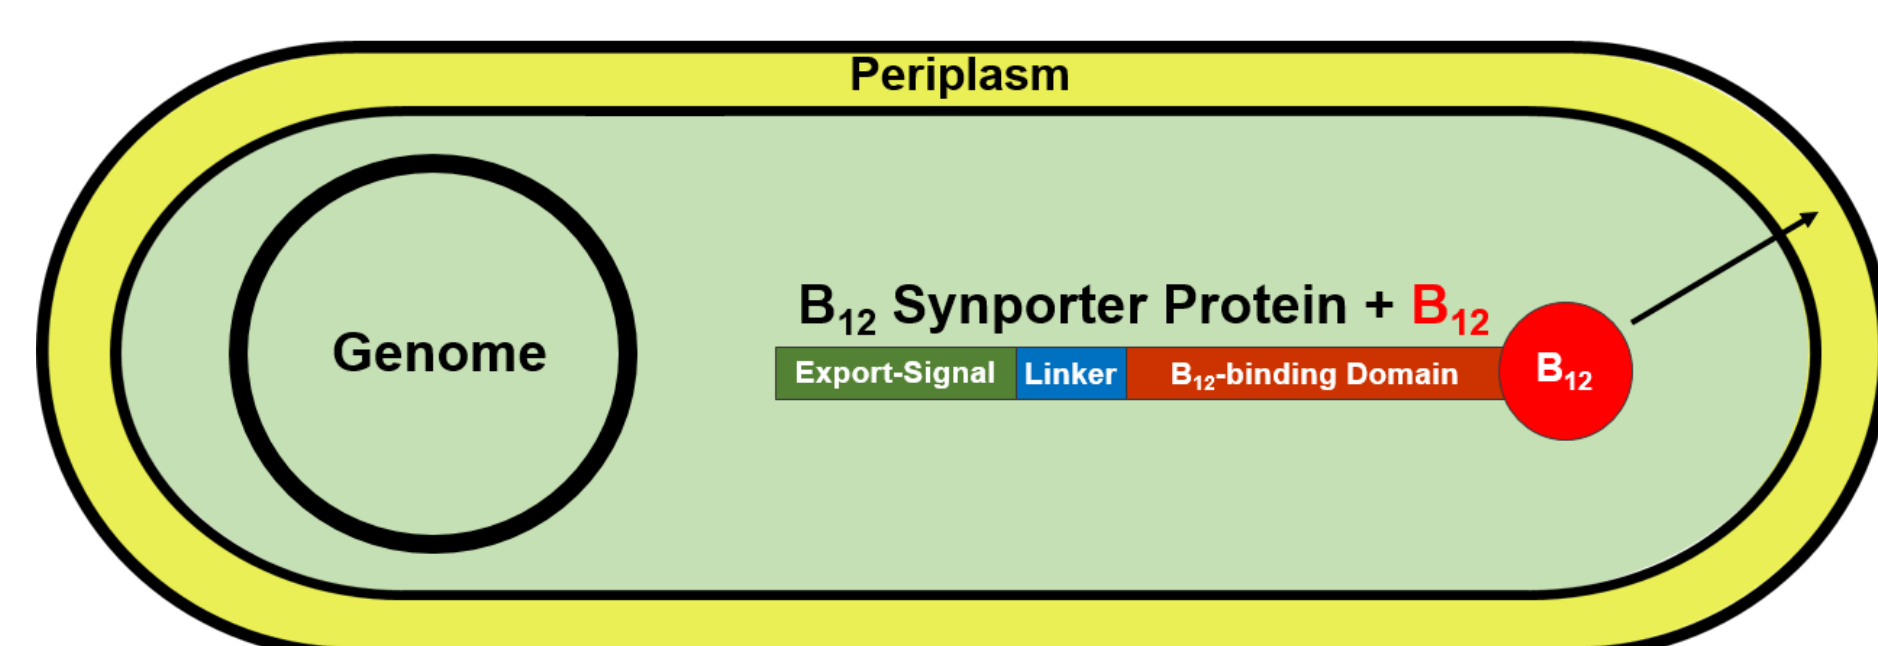 Periplasm
Genome
B₁₂ Synporter Protein + B₁₂
Export-Signal Linker B₁₂-binding Domain B₁₂